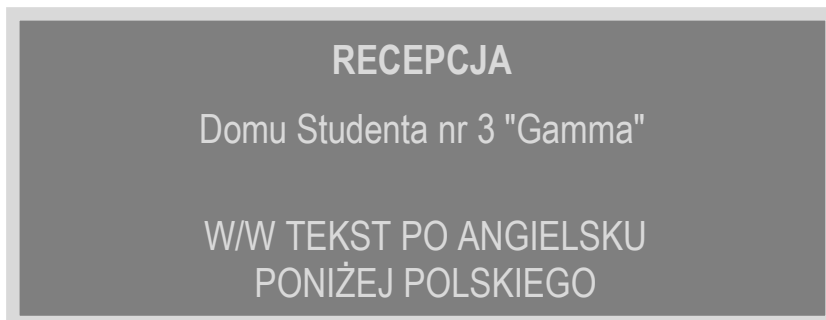 RECEPCJA
Domu Studenta nr 3 "Gamma"
W/W TEKST PO ANGIELSKU
PONIŻEJ POLSKIEGO